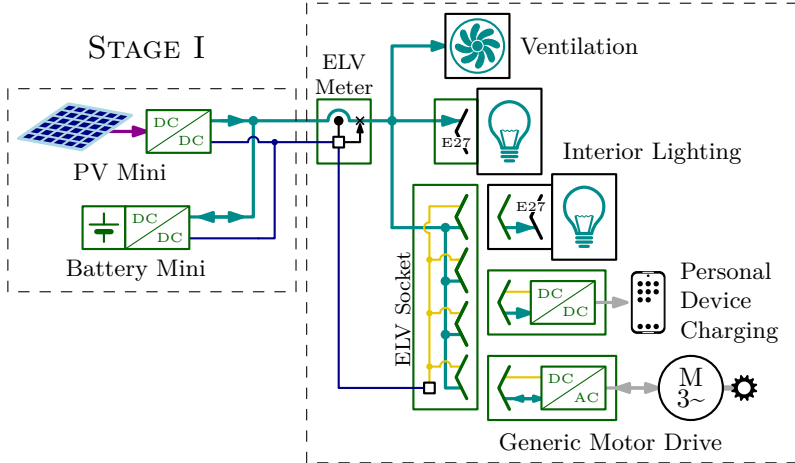 STAGE I
ELV
Meter
Ventilation
DC
DC
PV Mini
E27
Interior Lighting
E27
DC
DC
Battery Mini
ELV Socket
DC
DC
Personal
Device
Charging
DC
AC
M
3~
Generic Motor Drive